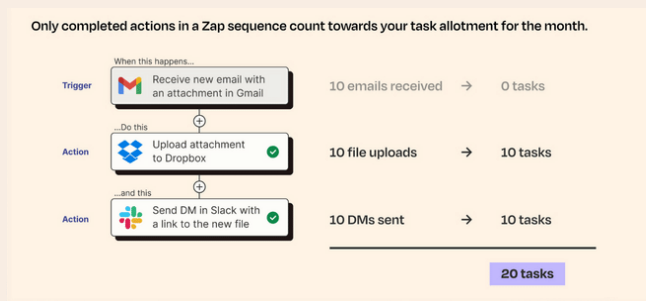 Only completed actions in a Zap sequence count towards your task allotment for the month.
When this happens...
Trigger
Receive new email with
an attachment in Gmail
10 emails received → 0 tasks
...Do this
Action
Upload attachment
to Dropbox
10 file uploads → 10 tasks
...and this
Action
Send DM in Slack with
a link to the new file
10 DMs sent → 10 tasks
20 tasks